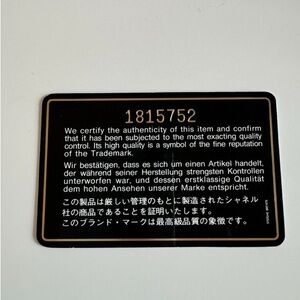 1815752
We certify the authenticity of this item and confirm
that it has been subjected to the most exacting quality
control. Its high quality is a symbol of the fine reputation
of the Trademark.
Wir bestätigen, dass es sich um einen Artikel handelt,
der während seiner Herstellung strengsten Kontrollen
unterworfen war, und dessen erstklassige Qualität
dem hohen Ansehen unserer Marke entspricht.
この製品は厳しい管理のもとに製造されたシャネル
社の商品であることを証明いたします。
このブランド・マークは最高級品質の象徴です。